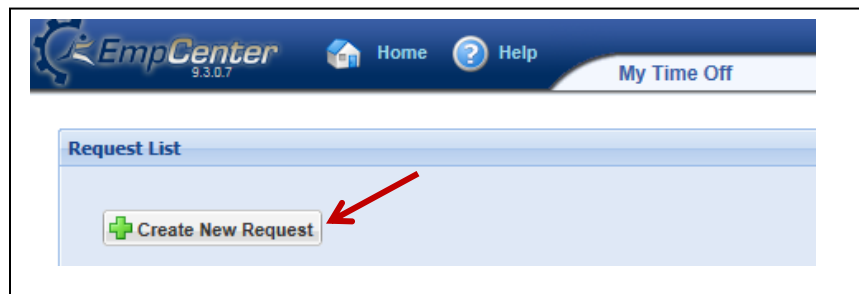 EmpCenter Home Help
9.3.0.7
My Time Off
Request List
Create New Request